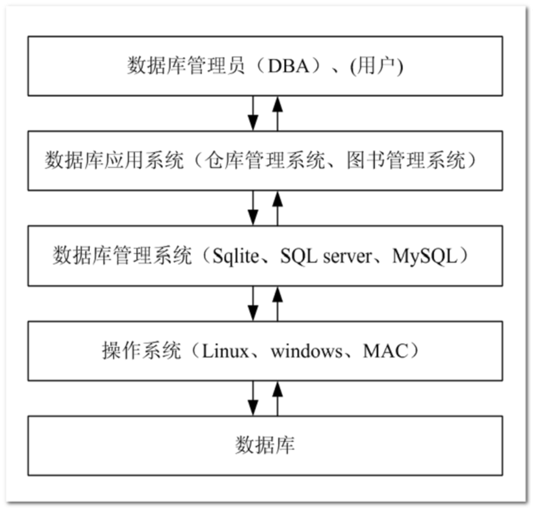 数据库管理员（DBA）、(用户)
数据库应用系统（仓库管理系统、图书管理系统）
数据库管理系统（Sqlite、SQL server、MySQL）
操作系统（Linux、windows、MAC）
数据库